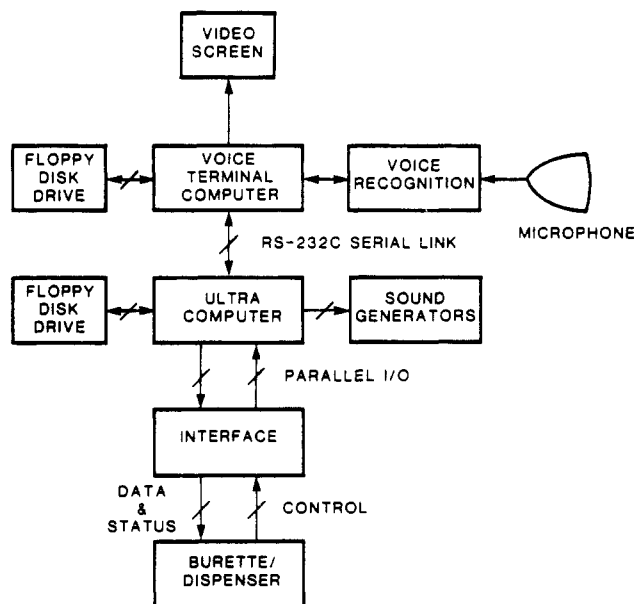 VIDEO
SCREEN
FLOPPY
DISK
DRIVE
VOICE
TERMINAL
COMPUTER
VOICE
RECOGNITION
MICROPHONE
RS-232C SERIAL LINK
FLOPPY
DISK
DRIVE
ULTRA
COMPUTER
SOUND
GENERATORS
PARALLEL I/O
INTERFACE
DATA
&
STATUS
CONTROL
BURETTE/
DISPENSER